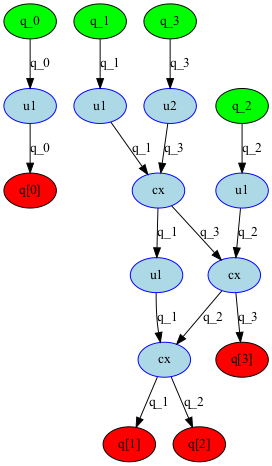 q_0 q_1 q_3
q_0 q_1 q_3
u1 u1 u2 q_2
q_0 q_1 q_3 q_2
q[0] cx u1
q_1 q_3 q_2
u1 cx
q_1 q_2 q_3
cx q[3]
q_1 q_2
q[1] q[2]